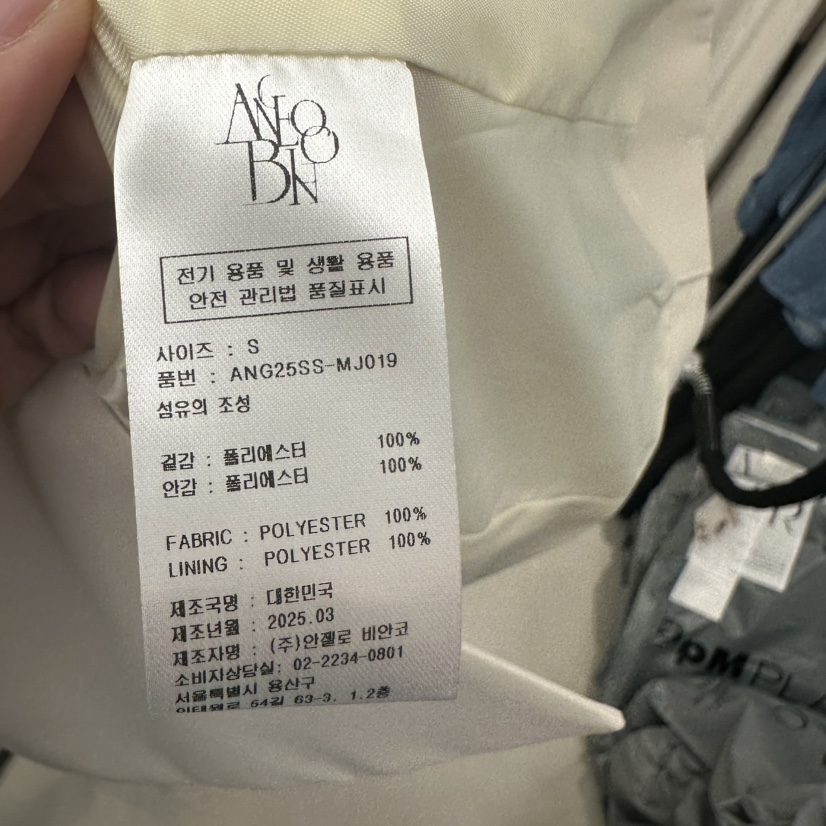 ANGELO
BIANCO
전기 용품 및 생활 용품
안전 관리법 품질표시
사이즈 : S
품번 : ANG25SS-MJ019
섬유의 조성
겉감 : 폴리에스터 100%
안감 : 폴리에스터 100%
FABRIC : POLYESTER 100%
LINING : POLYESTER 100%
제조국명 : 대한민국
제조년월 : 2025.03
제조자명 : (주)안젤로 비안코
소비자상담실: 02-2234-0801
서울특별시 용산구
이태원로 54길 63-3, 1.2층